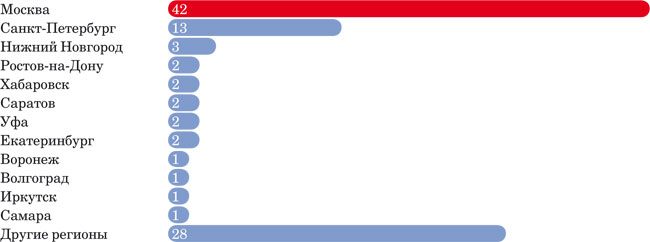 Москва 42
Санкт-Петербург 13
Нижний Новгород 3
Ростов-на-Дону 2
Хабаровск 2
Саратов 2
Уфа 2
Екатеринбург 2
Воронеж 1
Волгоград 1
Иркутск 1
Самара 1
Другие регионы 28